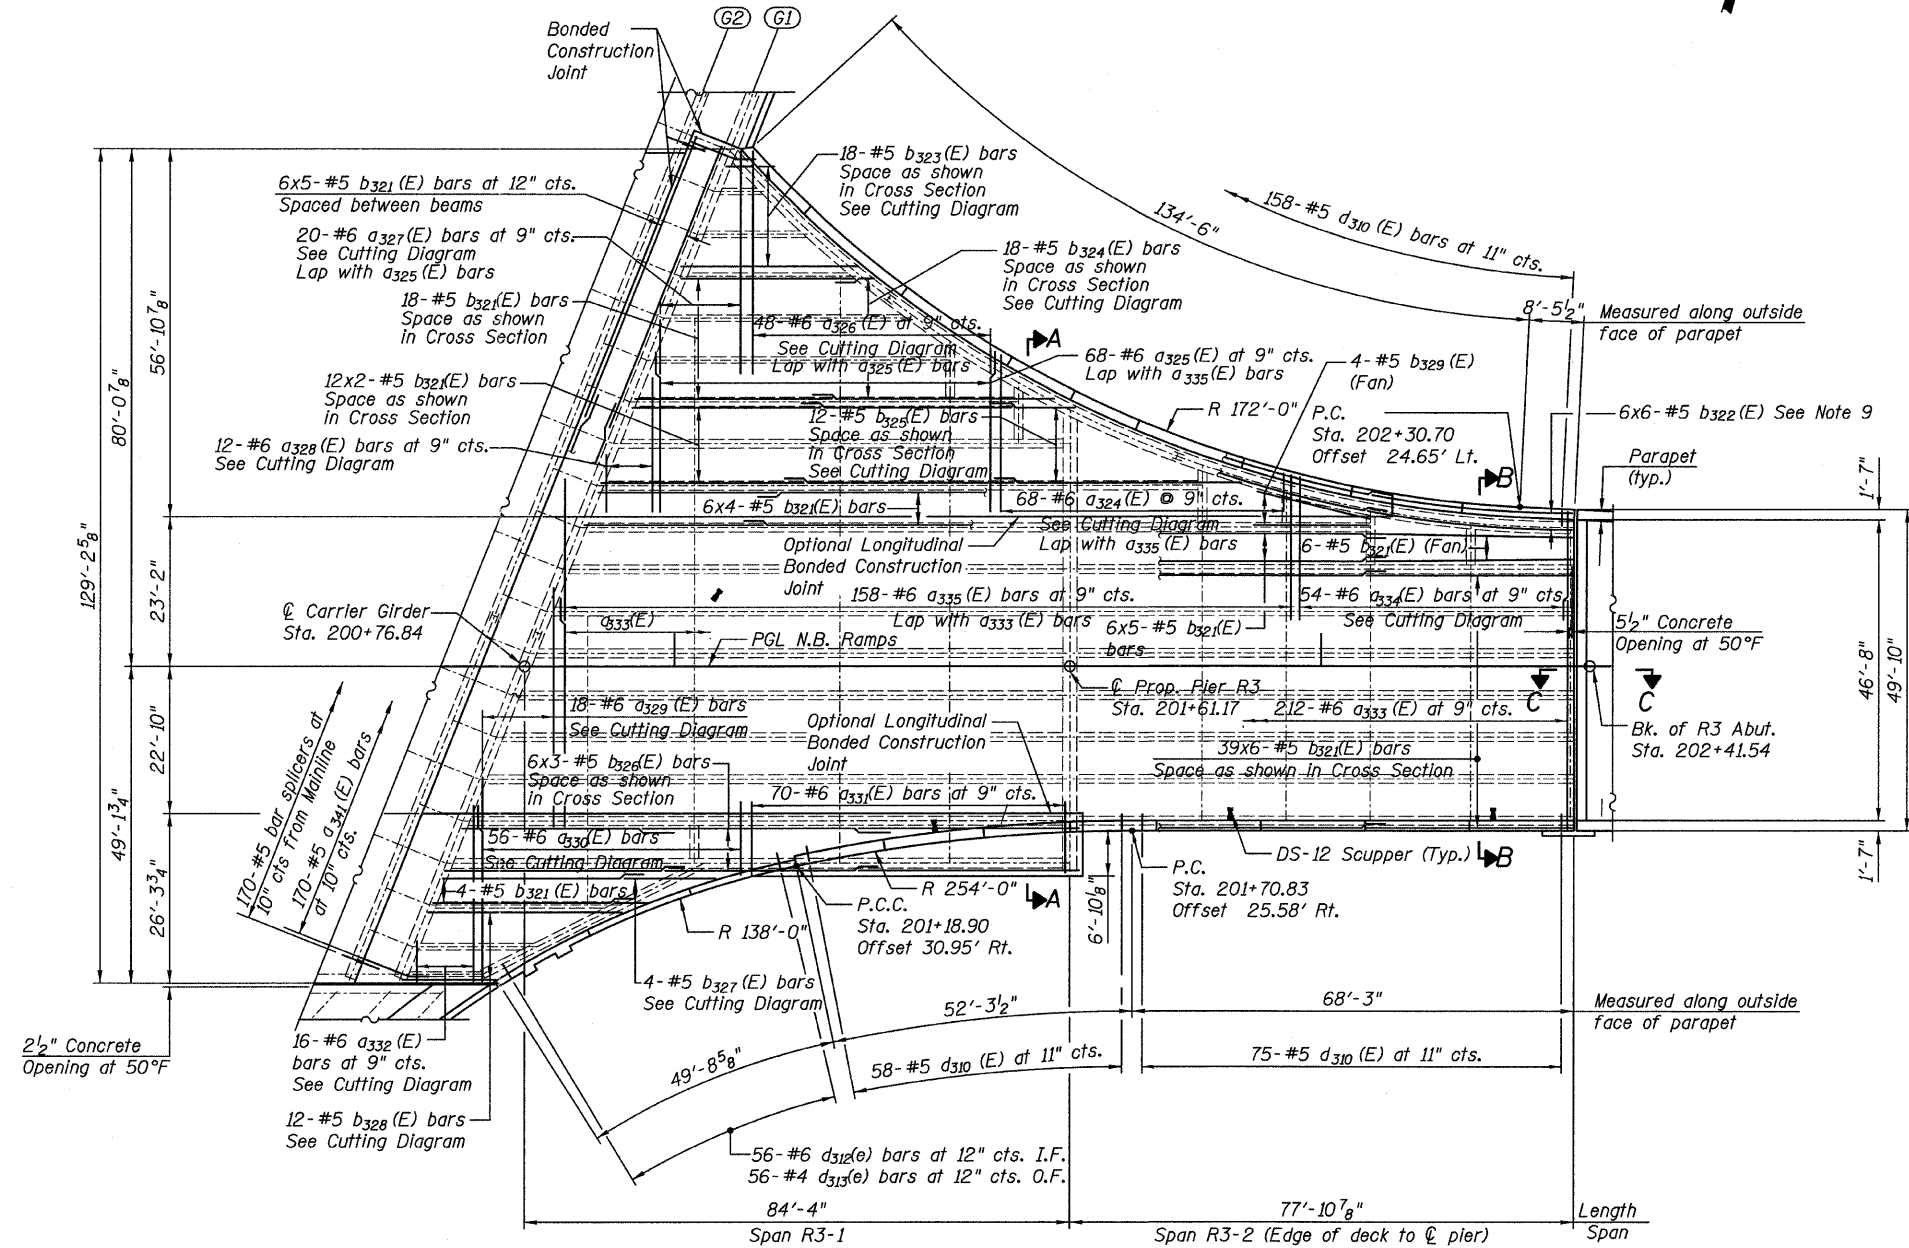 G2
G1
Bonded
Construction
Joint
6x5-#5 b321(E) bars at 12" cts.
Spaced between beams
20-#6 a327(E) bars at 9" cts.
See Cutting Diagram
Lap with a325(E) bars
18-#5 b321(E) bars
Space as shown
in Cross Section
12x2-#5 b321(E) bars
Space as shown
in Cross Section
12-#6 a328(E) bars at 9" cts.
See Cutting Diagram
18-#5 b323(E) bars
Space as shown
in Cross Section
See Cutting Diagram
18-#5 b324(E) bars
Space as shown
in Cross Section
See Cutting Diagram
134'-6"
158-#5 d310(E) bars at 11" cts.
8'-5½"
Measured along outside
face of parapet
48-#6 a326(E) at 9" cts.
See Cutting Diagram
Lap with a325(E) bars
A
68-#6 a325(E) at 9" cts.
Lap with a335(E) bars
4-#5 b329(E)
(Fan)
R 172'-0"
P.C.
Sta. 202+30.70
Offset 24.65' Lt.
6x6-#5 b322(E) See Note 9
Parapet
(typ.)
B
1'-7"
12-#5 b325(E) bars
Space as shown
in Cross Section
See Cutting Diagram
6x4-#5 b321(E) bars
68-#6 a324(E) @ 9" cts.
See Cutting Diagram
Lap with a335(E) bars
Optional Longitudinal
Bonded Construction
Joint
6-#5 b321(E) (Fan)
158-#6 a335(E) bars at 9" cts.
Lap with a333(E) bars
54-#6 a334(E) bars at 9" cts.
See Cutting Diagram
6x5-#5 b321(E)
bars
5½" Concrete
Opening at 50°F
129'-2⅝"
80'-0⅞"
56'-10⅞"
23'-2"
22'-10"
49'-1¾"
26'-3¾"
℄ Carrier Girder
Sta. 200+76.84
a333(E)
PGL N.B. Ramps
℄ Prop. Pier R3
Sta. 201+61.17
212-#6 a333(E) at 9" cts.
C
C
46'-8"
49'-10"
Bk. of R3 Abut.
Sta. 202+41.54
39x6-#5 b321(E) bars
Space as shown in Cross Section
18-#6 a329(E) bars
See Cutting Diagram
Optional Longitudinal
Bonded Construction
Joint
6x3-#5 b326(E) bars
Space as shown
in Cross Section
70-#6 a331(E) bars at 9" cts.
56-#6 a330(E) bars
See Cutting Diagram
170-#5 bar splicers at
10" cts from Mainline
170-#5 a341(E) bars
at 10" cts.
4-#5 b321(E) bars
R 138'-0"
R 254'-0"
P.C.C.
Sta. 201+18.90
Offset 30.95' Rt.
A
6'-10⅛"
P.C.
Sta. 201+70.83
Offset 25.58' Rt.
DS-12 Scupper (Typ.)
B
1'-7"
4-#5 b327(E) bars
See Cutting Diagram
52'-3½"
68'-3"
Measured along outside
face of parapet
2½" Concrete
Opening at 50°F
16-#6 a332(E)
bars at 9" cts.
See Cutting Diagram
12-#5 b328(E) bars
See Cutting Diagram
49'-8⅝"
58-#5 d310(E) at 11" cts.
75-#5 d310(E) at 11" cts.
56-#6 d312(e) bars at 12" cts. I.F.
56-#4 d313(e) bars at 12" cts. O.F.
84'-4"
Span R3-1
77'-10⅞"
Span R3-2 (Edge of deck to ℄ pier)
Length
Span